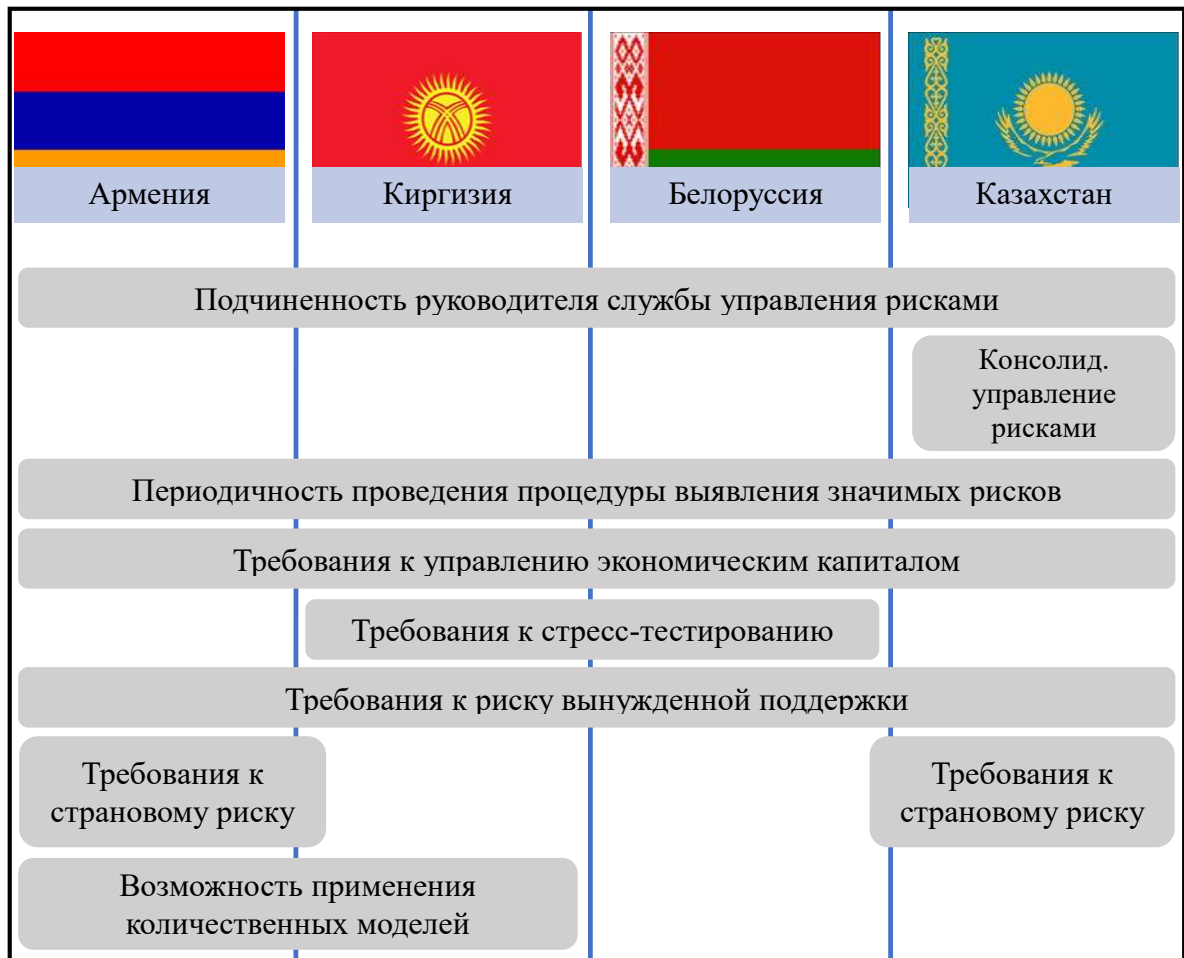 Армения
Киргизия
Белоруссия
Казахстан
Подчиненность руководителя службы управления рисками
Консолид.
управление
рисками
Периодичность проведения процедуры выявления значимых рисков
Требования к управлению экономическим капиталом
Требования к стресс-тестированию
Требования к риску вынужденной поддержки
Требования к
страновому риску
Требования к
страновому риску
Возможность применения
количественных моделей